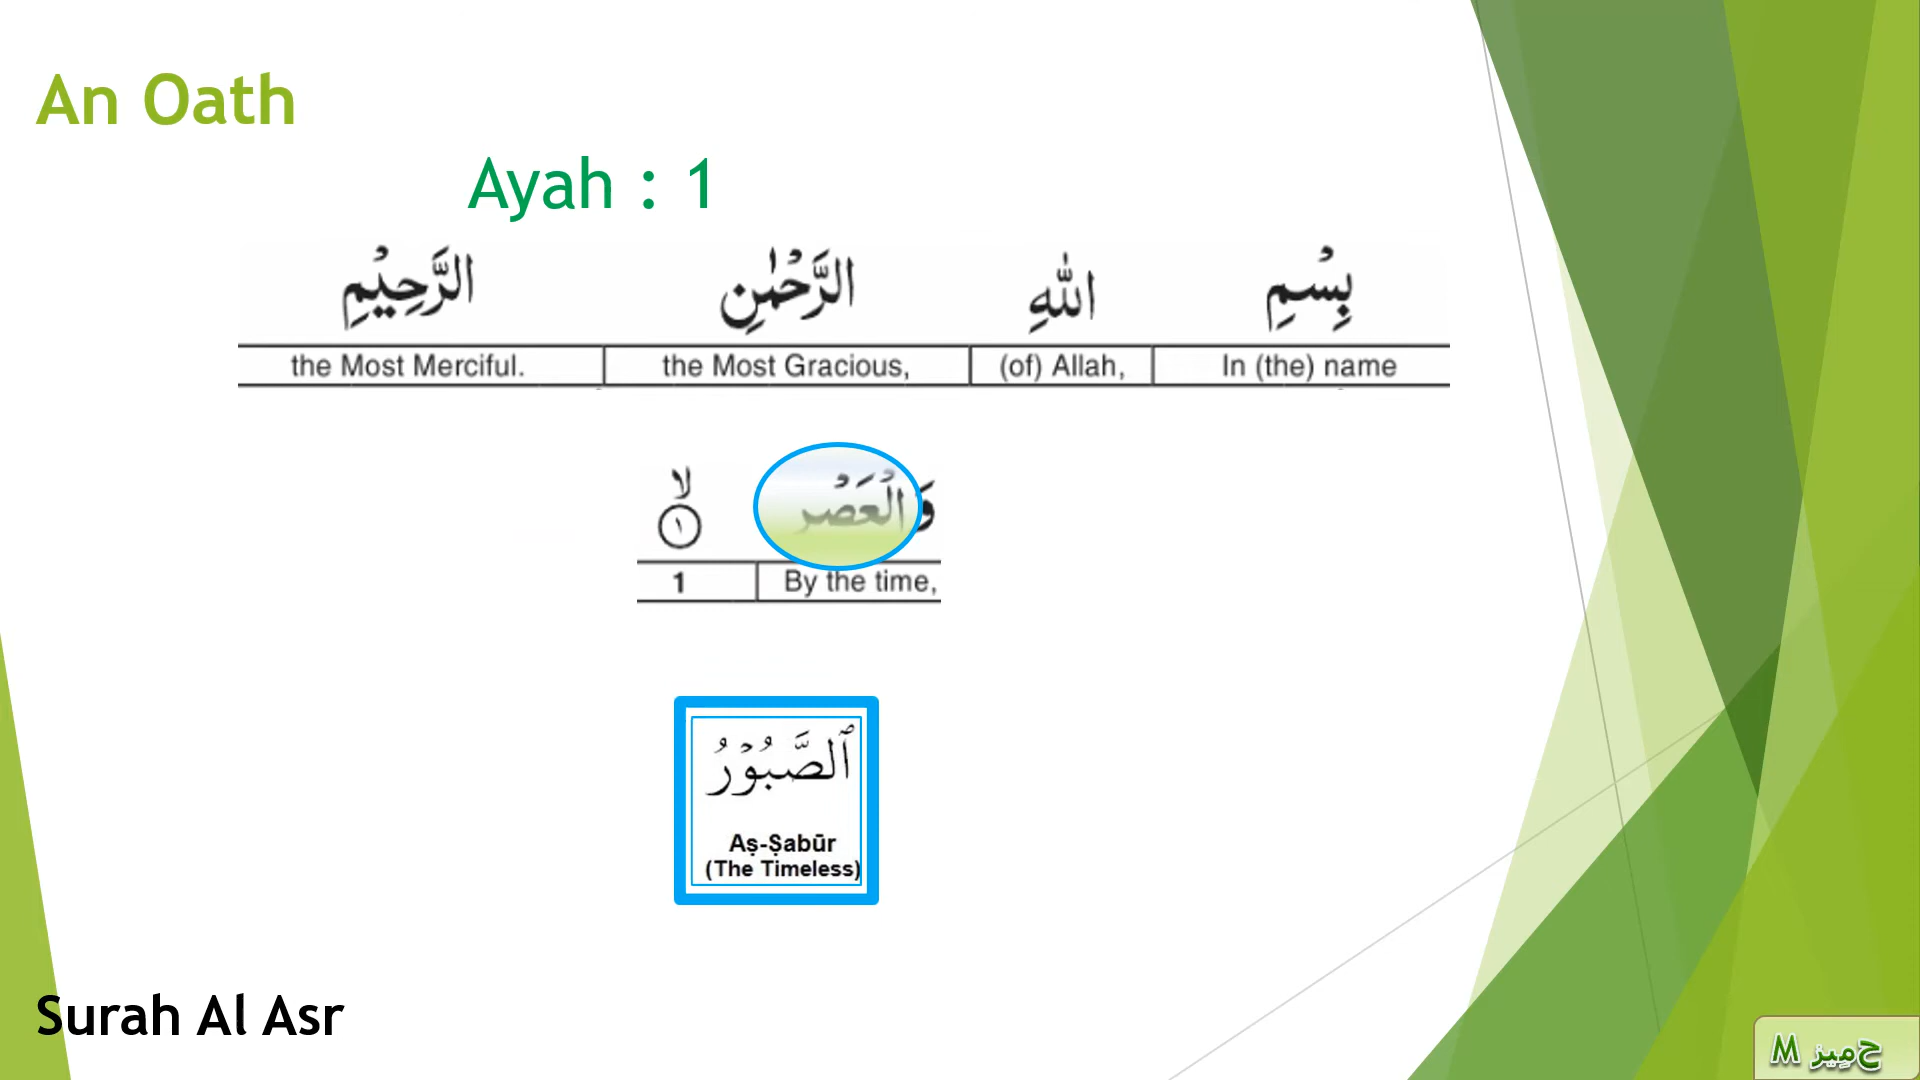 An Oath
Ayah : 1
بِسْمِ اللّٰهِ الرَّحْمٰنِ الرَّحِيْمِ
In (the) name (of) Allah, the Most Gracious, the Most Merciful.
وَالْعَصْرِ ۙ ١
By the time, 1
ٱلصَّبُوْرُ
Aṣ-Ṣabūr
(The Timeless)
Surah Al Asr